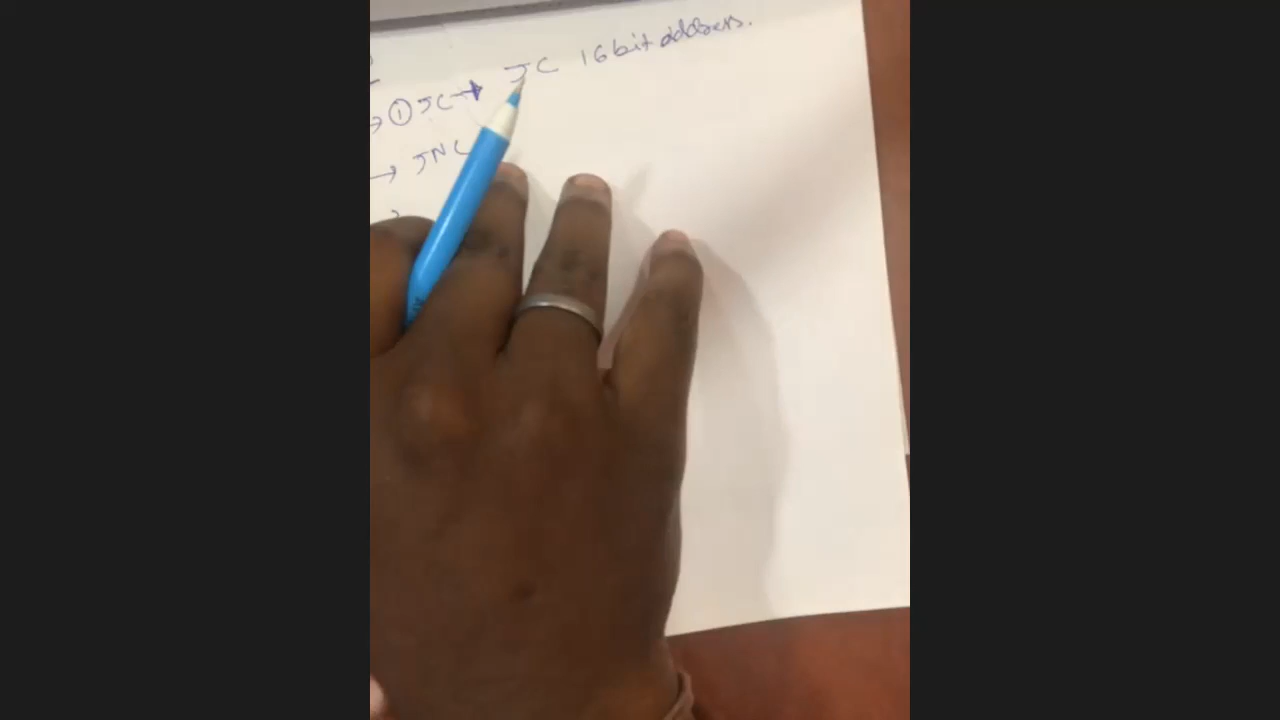 ① JC → JC 16 bit address.
→ JNC